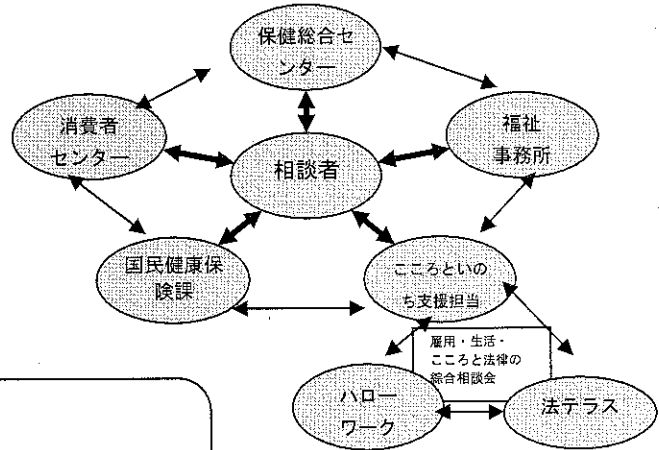 保健総合セ
ンター
消費者
センター
福祉
事務所
相談者
国民健康保
険課
こころといの
ち支援担当
雇用・生活・
こころと法律の
綜合相談会
ハロー
ワーク
法テラス